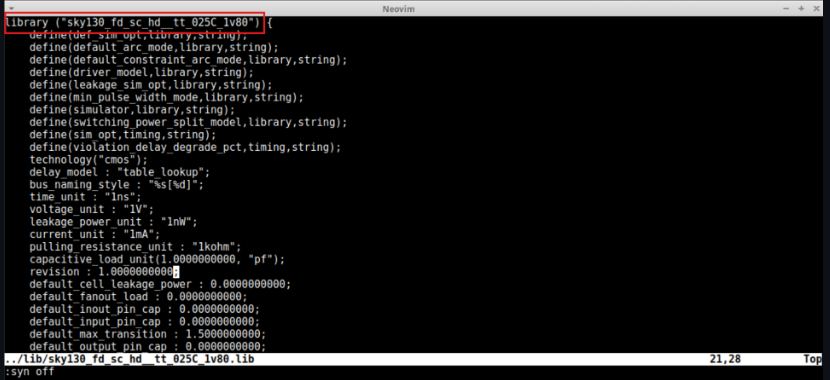 Neovim
library ("sky130_fd_sc_hd__tt_025C_1v80") {
    define(def_sim_opt,library,string);
    define(default_arc_mode,library,string);
    define(default_constraint_arc_mode,library,string);
    define(driver_model,library,string);
    define(leakage_sim_opt,library,string);
    define(min_pulse_width_mode,library,string);
    define(simulator,library,string);
    define(switching_power_split_model,library,string);
    define(sim_opt,timing,string);
    define(violation_delay_degrade_pct,timing,string);
    technology("cmos");
    delay_model : "table_lookup";
    bus_naming_style : "%s[%d]";
    time_unit : "1ns";
    voltage_unit : "1V";
    leakage_power_unit : "1nW";
    current_unit : "1mA";
    pulling_resistance_unit : "1kohm";
    capacitive_load_unit(1.0000000000, "pf");
    revision : 1.0000000000;
    default_cell_leakage_power : 0.0000000000;
    default_fanout_load : 0.0000000000;
    default_inout_pin_cap : 0.0000000000;
    default_input_pin_cap : 0.0000000000;
    default_max_transition : 1.5000000000;
    default_output_pin_cap : 0.0000000000;
../lib/sky130_fd_sc_hd__tt_025C_1v80.lib 21,28 Top
:syn off